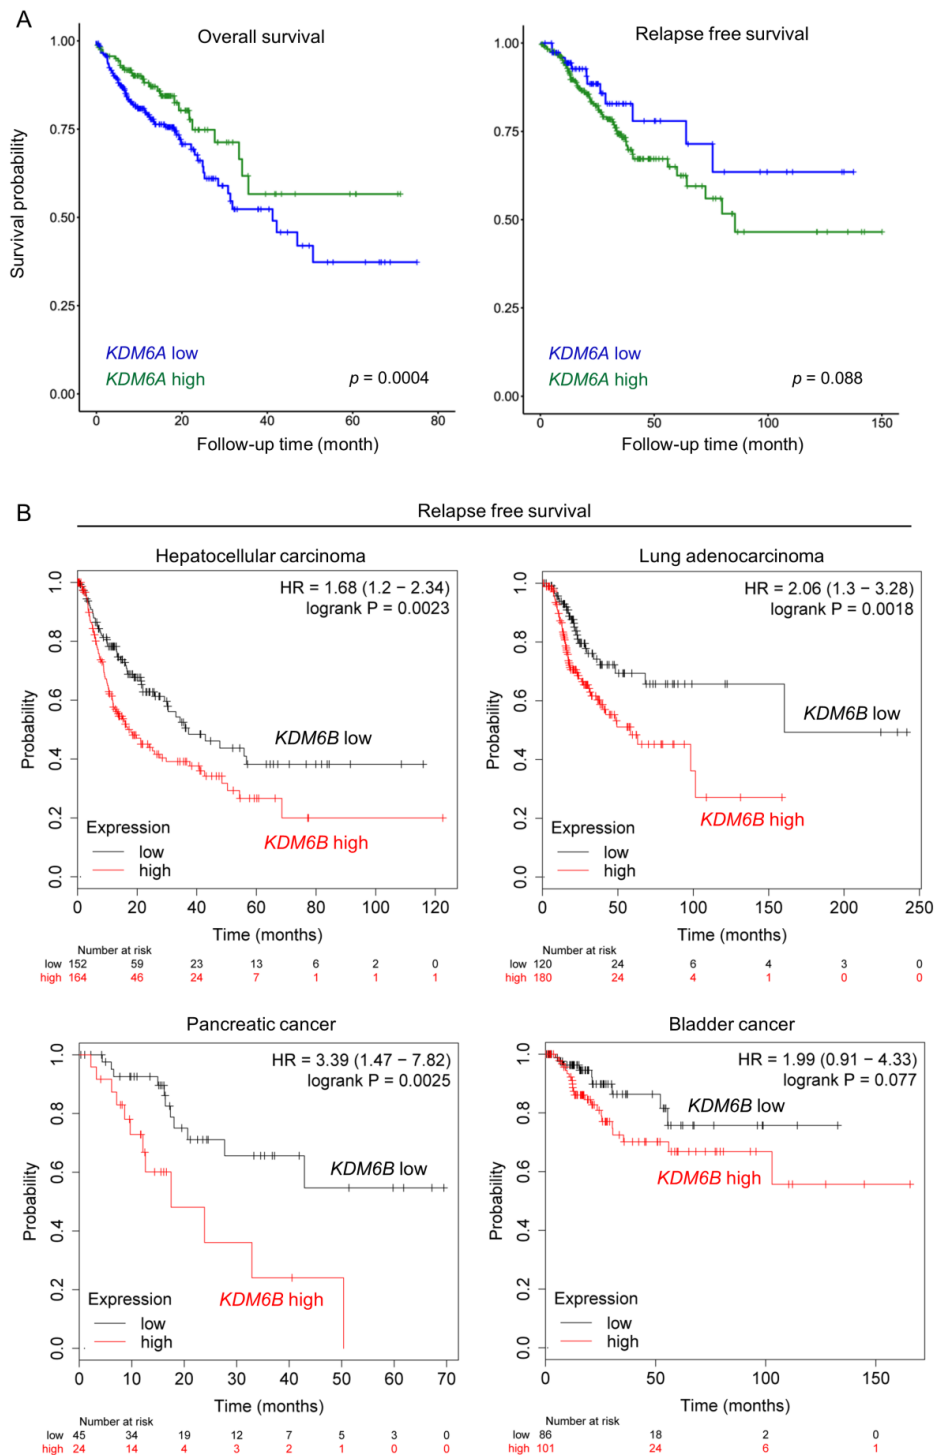 A
Overall survival
Relapse free survival
Survival probability
1.00
0.75
0.50
0.25
0.00
KDM6A low
KDM6A high
p = 0.0004
0
20
40
60
80
Follow-up time (month)
1.00
0.75
0.50
0.25
0.00
KDM6A low
KDM6A high
p = 0.088
0
50
100
150
Follow-up time (month)
B
Relapse free survival
Hepatocellular carcinoma
HR = 1.68 (1.2 – 2.34)
logrank P = 0.0023
Probability
1.0
0.8
0.6
0.4
0.2
0.0
KDM6B low
KDM6B high
Expression
low
high
0 20 40 60 80 100 120
Time (months)
Number at risk
low 152 59 23 13 6 2 0
high 164 46 24 7 1 1 1
Lung adenocarcinoma
HR = 2.06 (1.3 – 3.28)
logrank P = 0.0018
Probability
1.0
0.8
0.6
0.4
0.2
0.0
KDM6B low
KDM6B high
Expression
low
high
0 50 100 150 200 250
Time (months)
Number at risk
low 120 24 6 4 3 0
high 180 24 4 1 0 0
Pancreatic cancer
HR = 3.39 (1.47 – 7.82)
logrank P = 0.0025
Probability
1.0
0.8
0.6
0.4
0.2
0.0
KDM6B low
KDM6B high
Expression
low
high
0 10 20 30 40 50 60 70
Time (months)
Number at risk
low 45 34 19 12 7 5 3 0
high 24 14 4 3 2 1 0 0
Bladder cancer
HR = 1.99 (0.91 – 4.33)
logrank P = 0.077
Probability
1.0
0.8
0.6
0.4
0.2
0.0
KDM6B low
KDM6B high
Expression
low
high
0 50 100 150
Time (months)
Number at risk
low 86 18 2 0
high 101 24 6 1